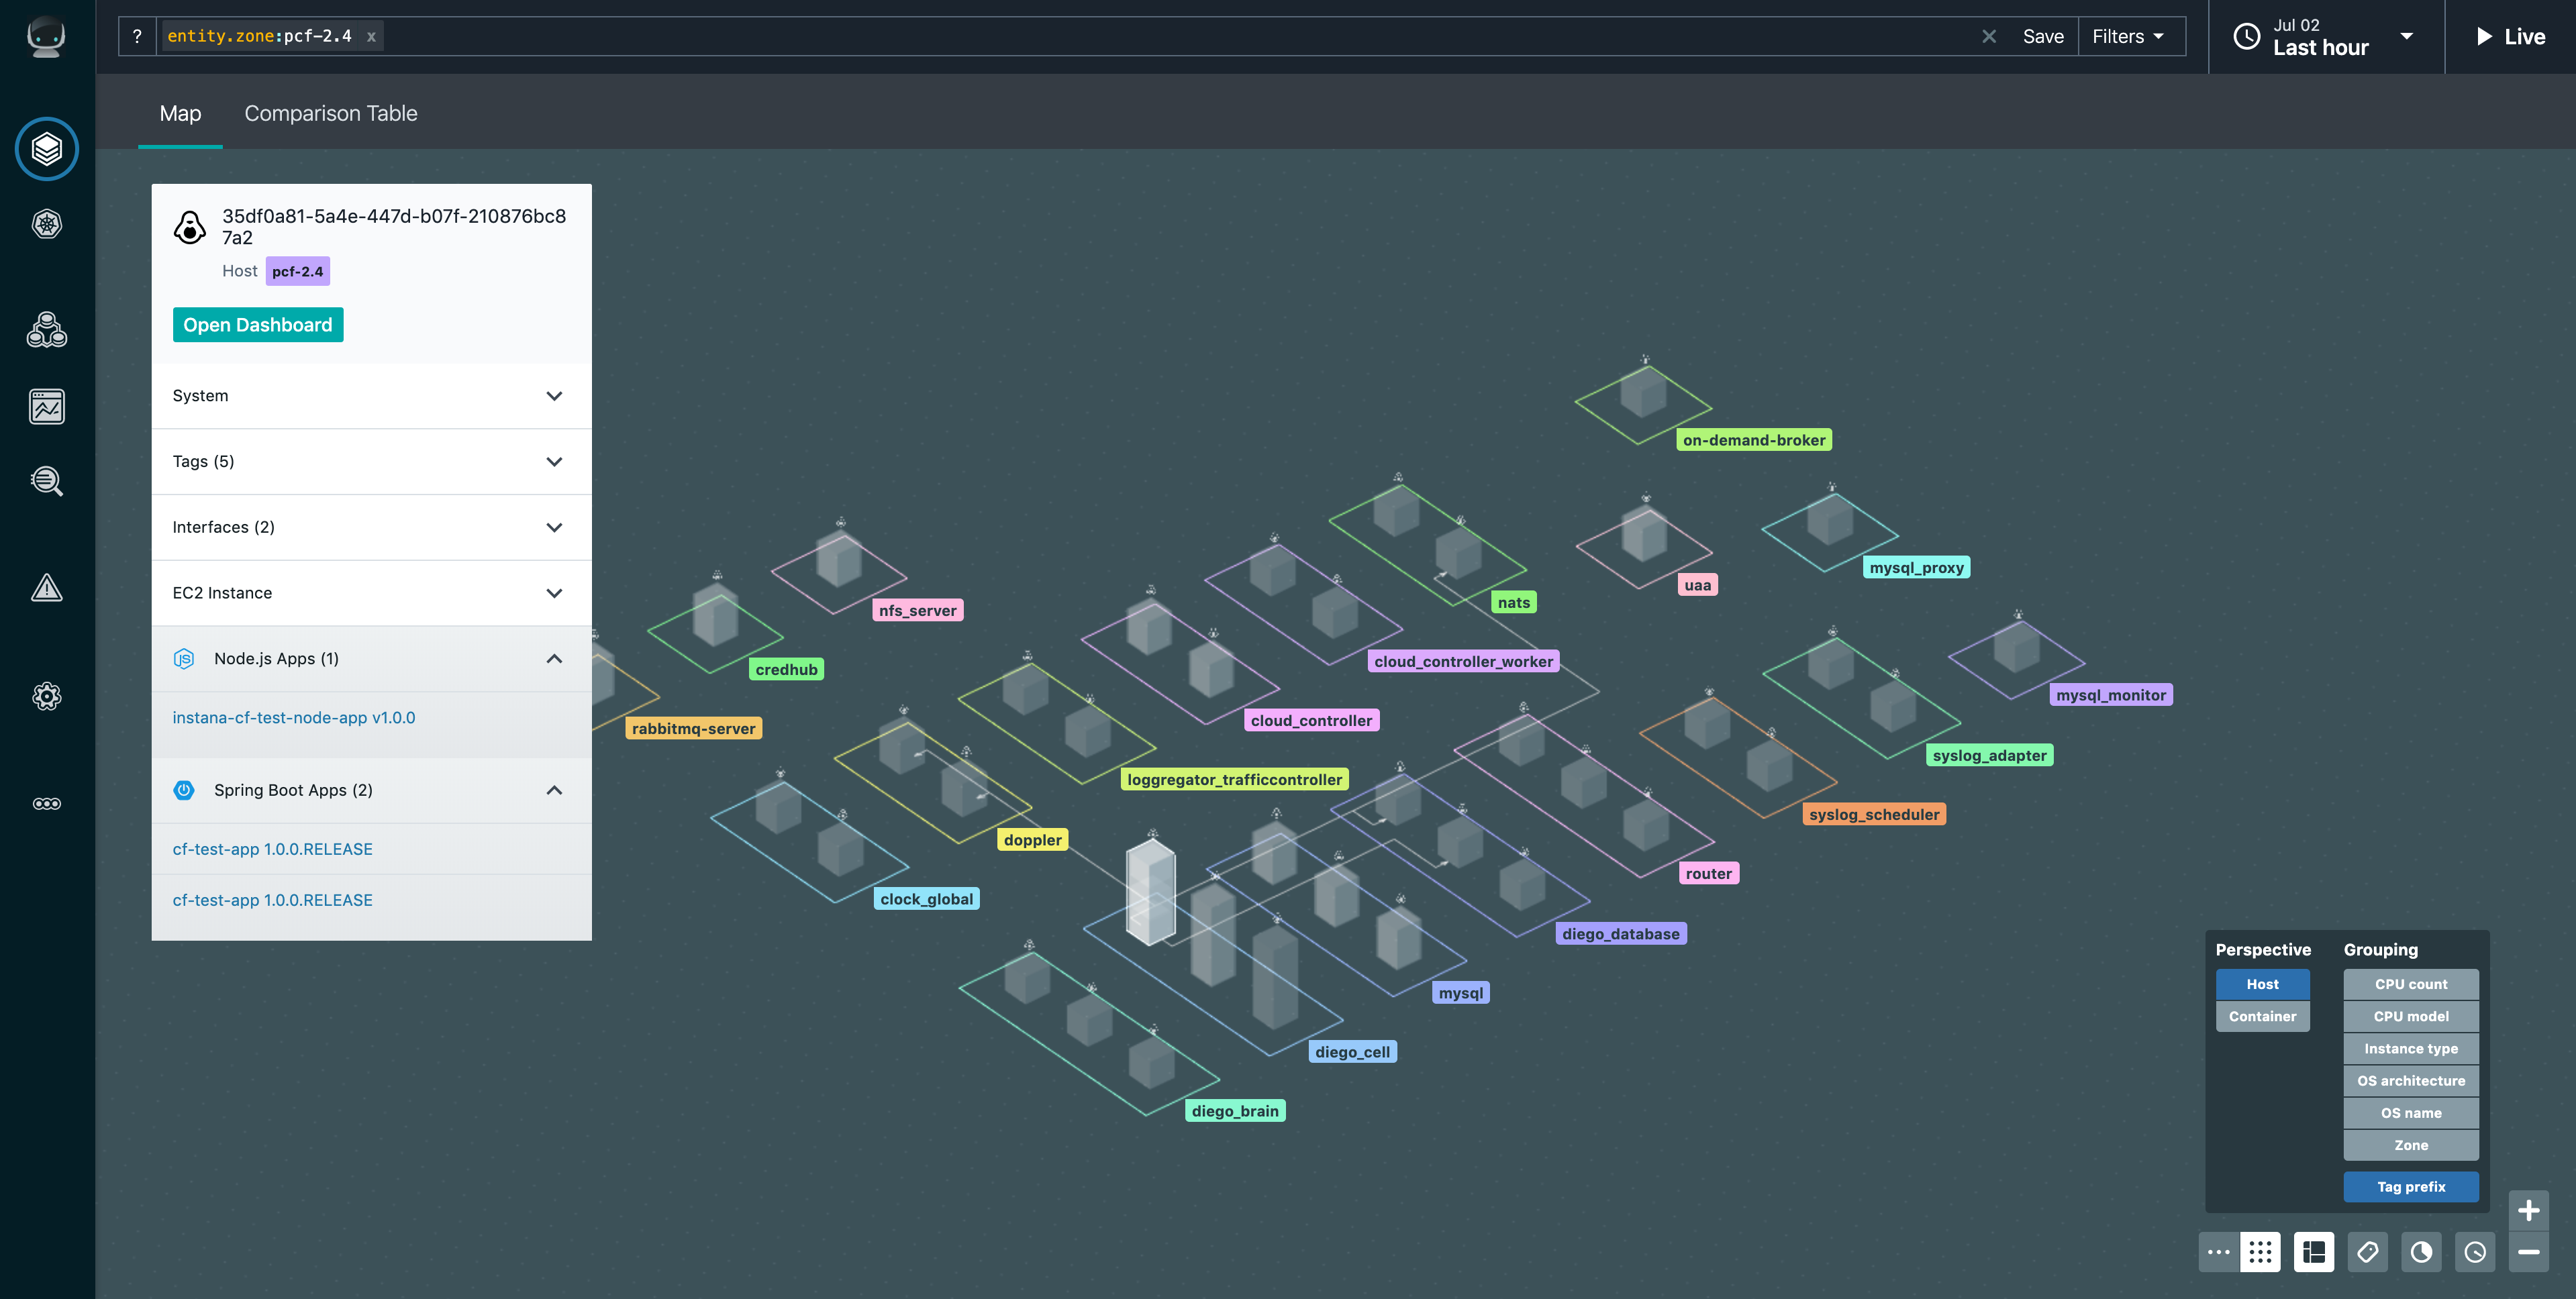 ? entity.zone:pcf-2.4 x × Save Filters
Jul 02
Last hour
Live
Map Comparison Table
35df0a81-5a4e-447d-b07f-210876bc8
7a2
Host pcf-2.4
Open Dashboard
System
Tags (5)
Interfaces (2)
EC2 Instance
JS Node.js Apps (1)
instana-cf-test-node-app v1.0.0
Spring Boot Apps (2)
cf-test-app 1.0.0.RELEASE
cf-test-app 1.0.0.RELEASE
on-demand-broker
mysql_proxy
uaa
nats
nfs_server
cloud_controller_worker
credhub
mysql_monitor
cloud_controller
rabbitmq-server
syslog_adapter
loggregator_trafficcontroller
syslog_scheduler
doppler
router
clock_global
diego_database
mysql
diego_cell
diego_brain
Perspective
Host
Container
Grouping
CPU count
CPU model
Instance type
OS architecture
OS name
Zone
Tag prefix